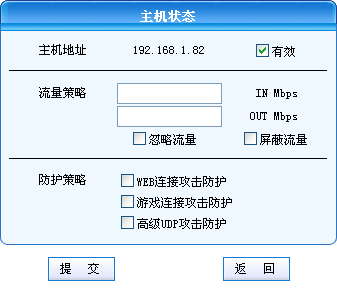 主机状态
主机地址 192.168.1.82 有效
流量策略 IN Mbps
OUT Mbps
忽略流量 屏蔽流量
防护策略 WEB连接攻击防护
游戏连接攻击防护
高级UDP攻击防护
提 交 返 回